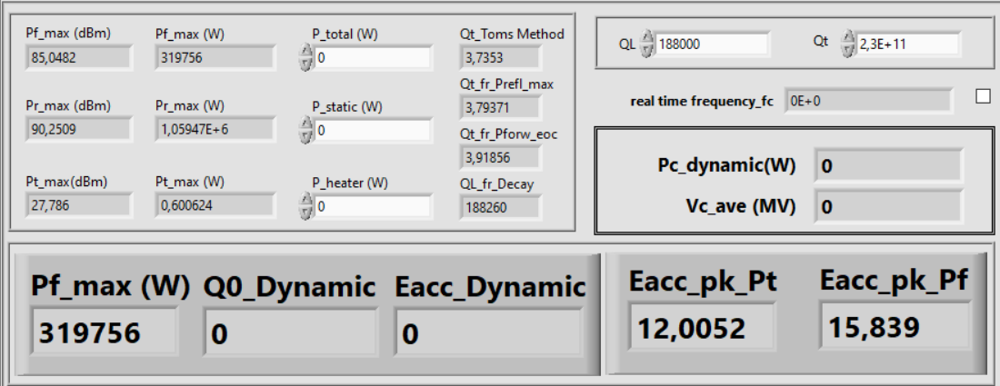 Pf_max (dBm) Pf_max (W) P_total (W) Qt_Toms Method
85,0482 319756 0 3,7353
QL 188000 Qt 2,3E+11
Qt_fr_Prefl_max
Pr_max (dBm) Pr_max (W) P_static (W) 3,79371
real time frequency_fc 0E+0
90,2509 1,05947E+6 0 Qt_fr_Pforw_eoc
3,91856
Pc_dynamic(W) 0
Pt_max(dBm) Pt_max (W) P_heater (W) QL_fr_Decay
27,786 0,600624 0 188260
Vc_ave (MV) 0
Pf_max (W) Q0_Dynamic Eacc_Dynamic Eacc_pk_Pt Eacc_pk_Pf
319756 0 0 12,0052 15,839